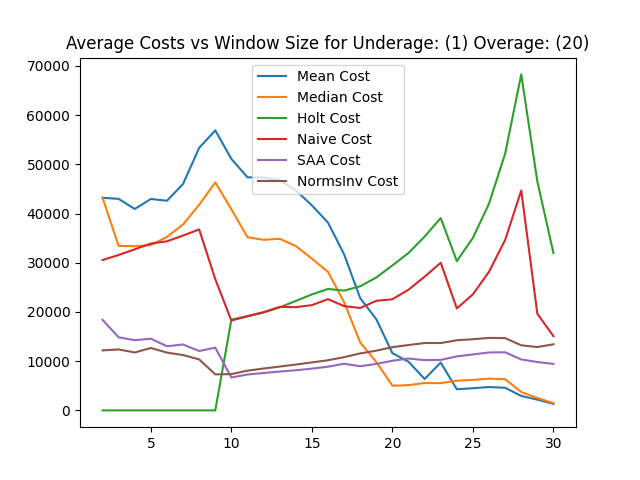 Average Costs vs Window Size for Underage: (1) Overage: (20)
70000
60000
50000
40000
30000
20000
10000
0
Mean Cost
Median Cost
Holt Cost
Naive Cost
SAA Cost
NormsInv Cost
5
10
15
20
25
30